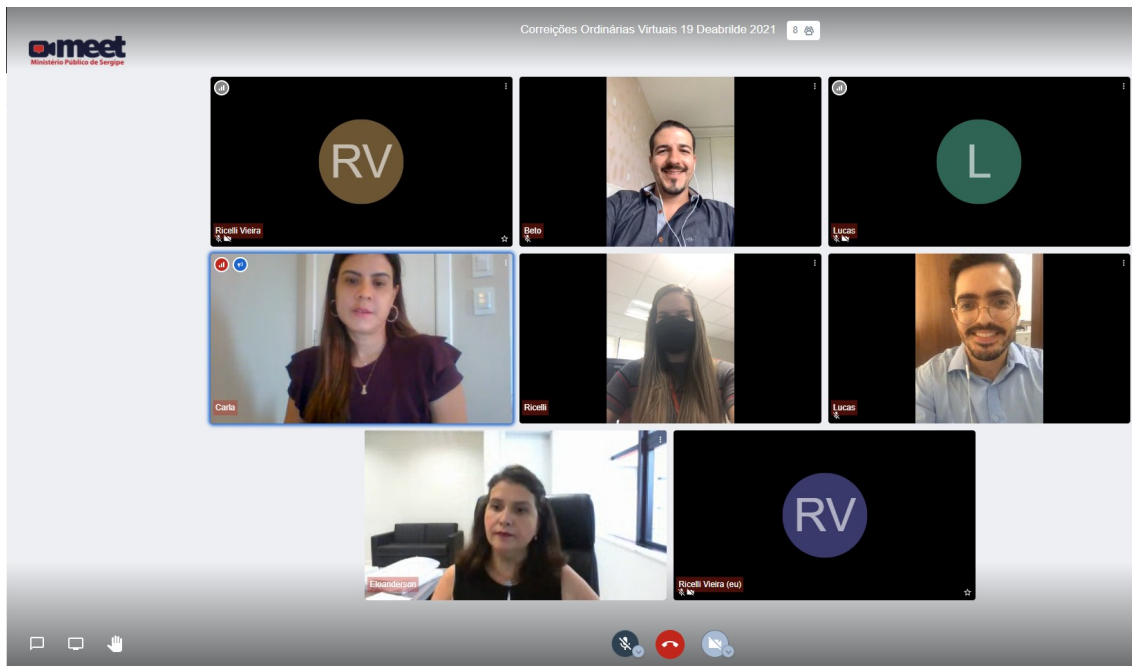 Correições Ordinárias Virtuais 19 Deabrilde 2021
8
meet
Ministério Público de Sergipe
RV
Ricelli Vieira
Beto
L
Lucas
Carla
Ricelli
Lucas
Eloanderson
RV
Ricelli Vieira (eu)